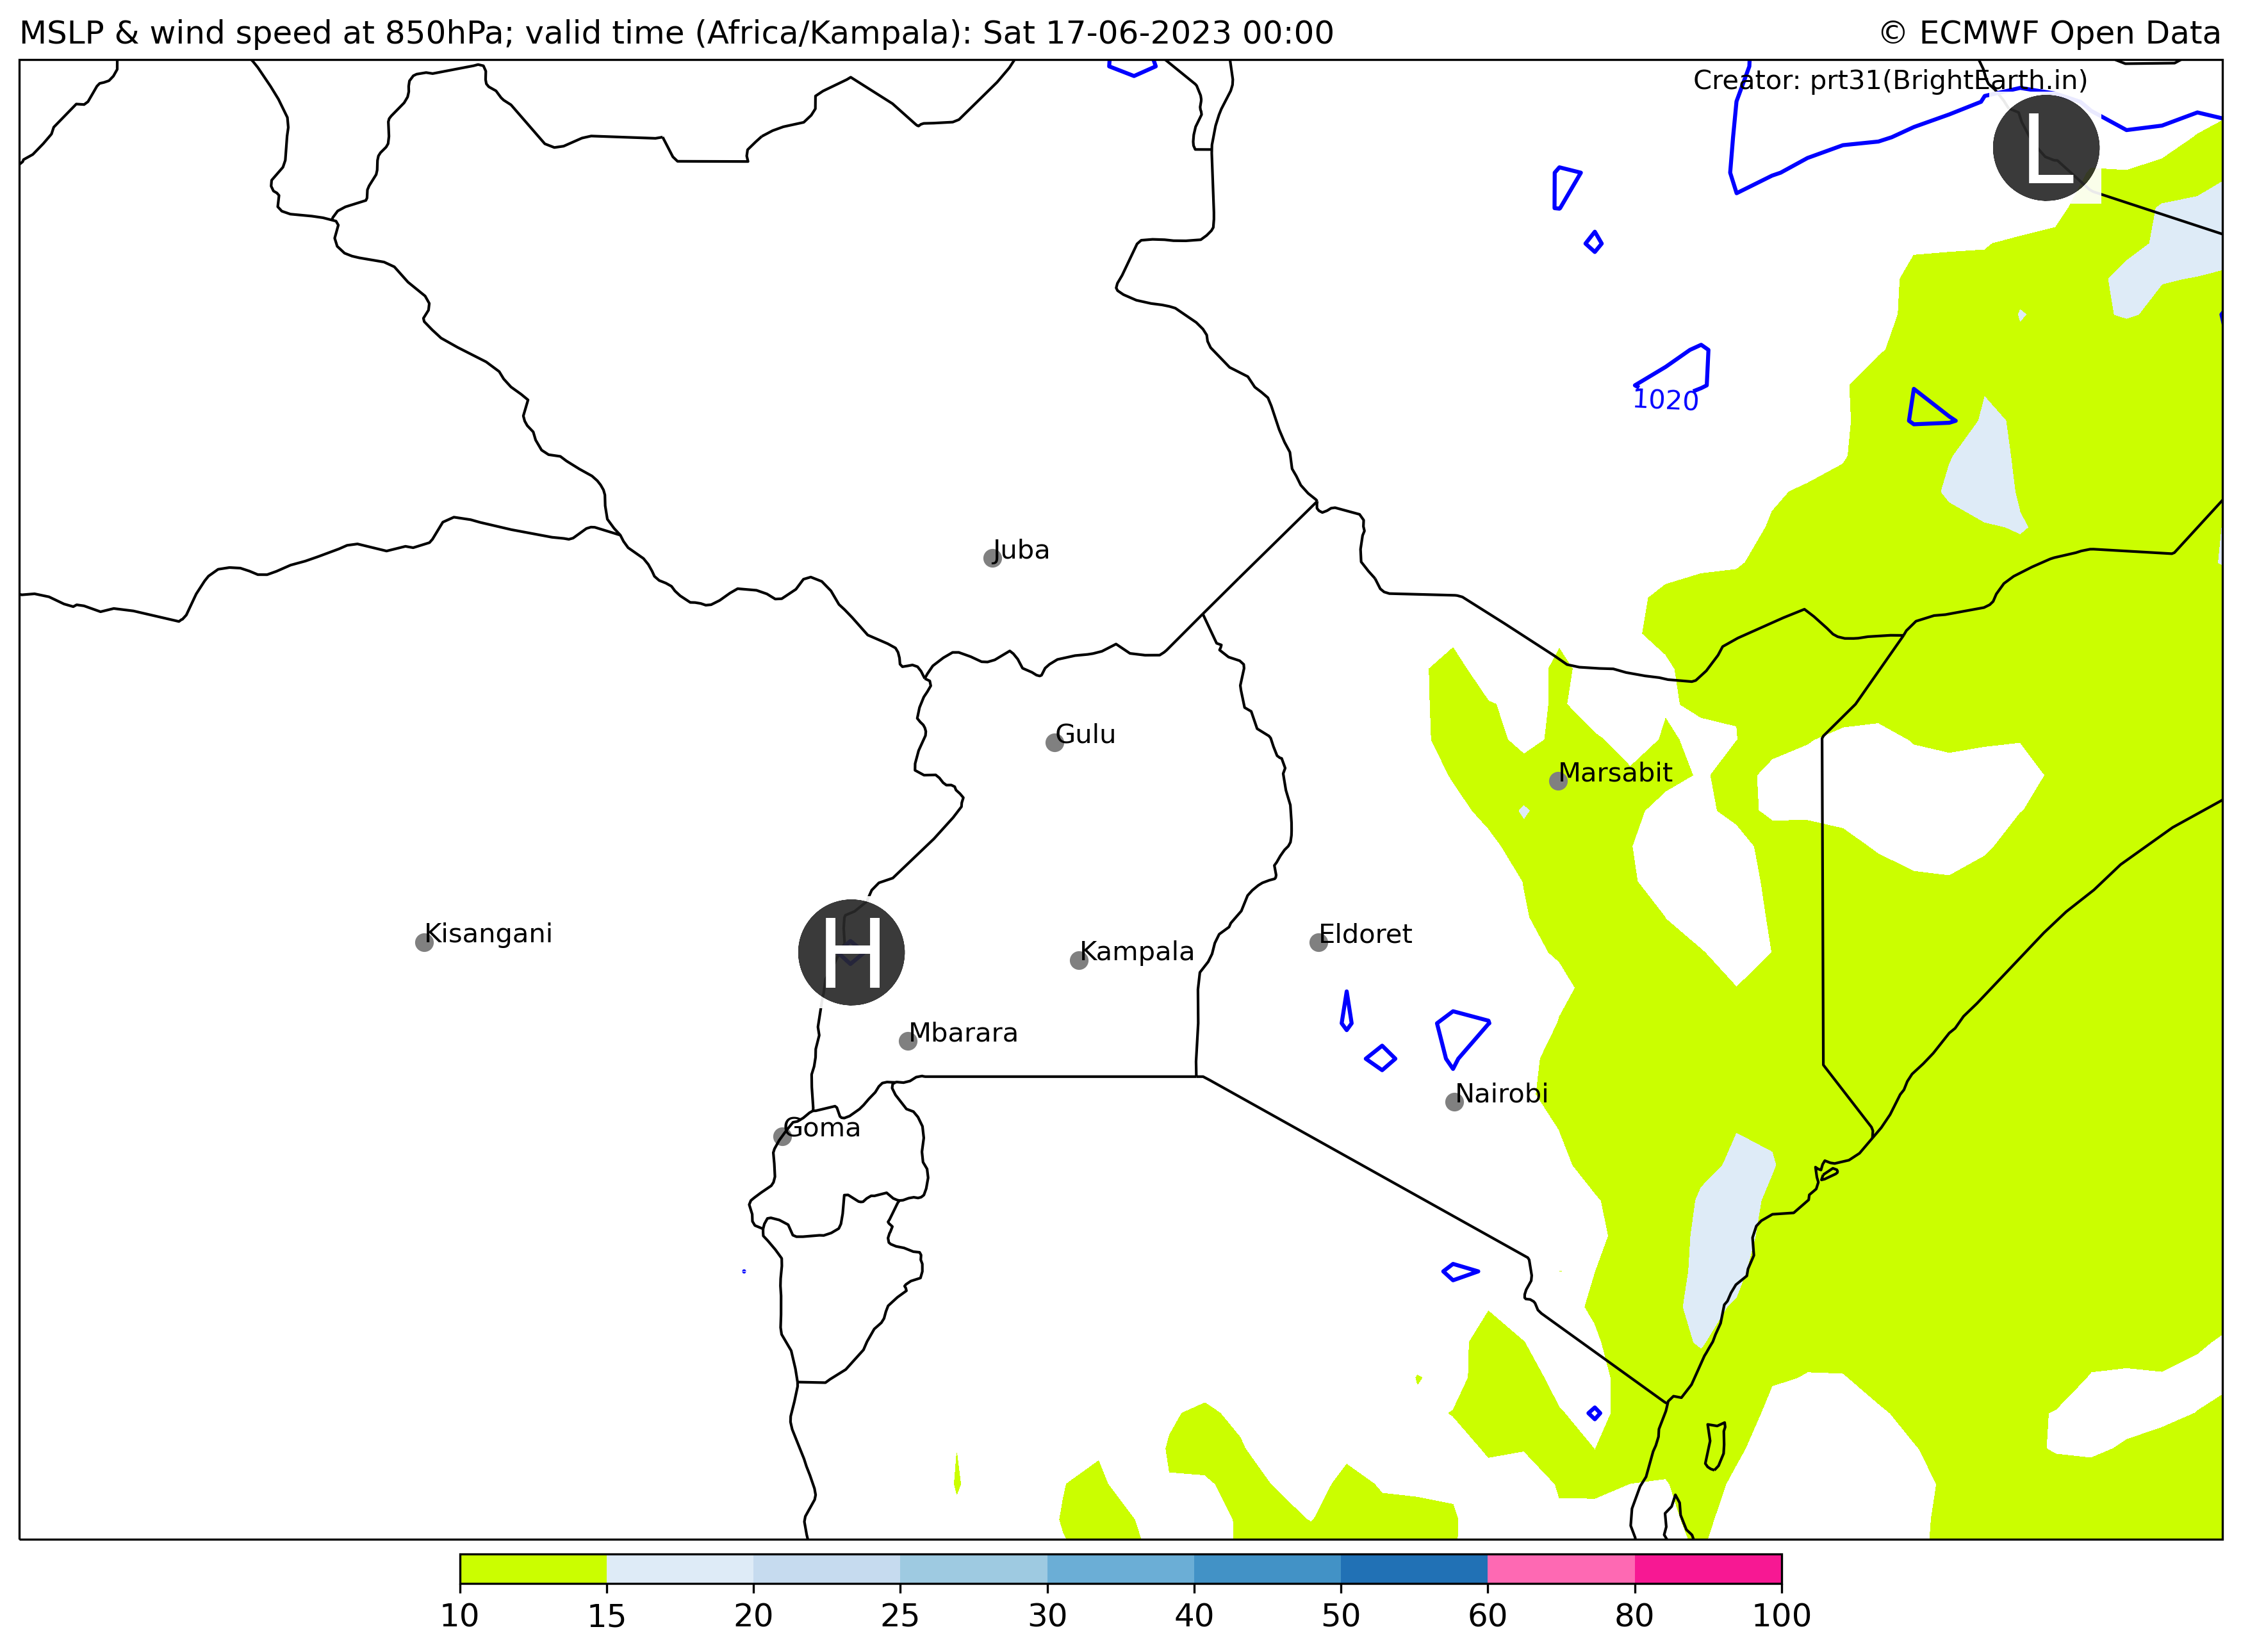 MSLP & wind speed at 850hPa; valid time (Africa/Kampala): Sat 17-06-2023 00:00
© ECMWF Open Data
Creator: prt31(BrightEarth.in)
L
1020
Juba
Gulu
Marsabit
Kisangani
H
Kampala
Eldoret
Mbarara
Nairobi
Goma
10 15 20 25 30 40 50 60 80 100